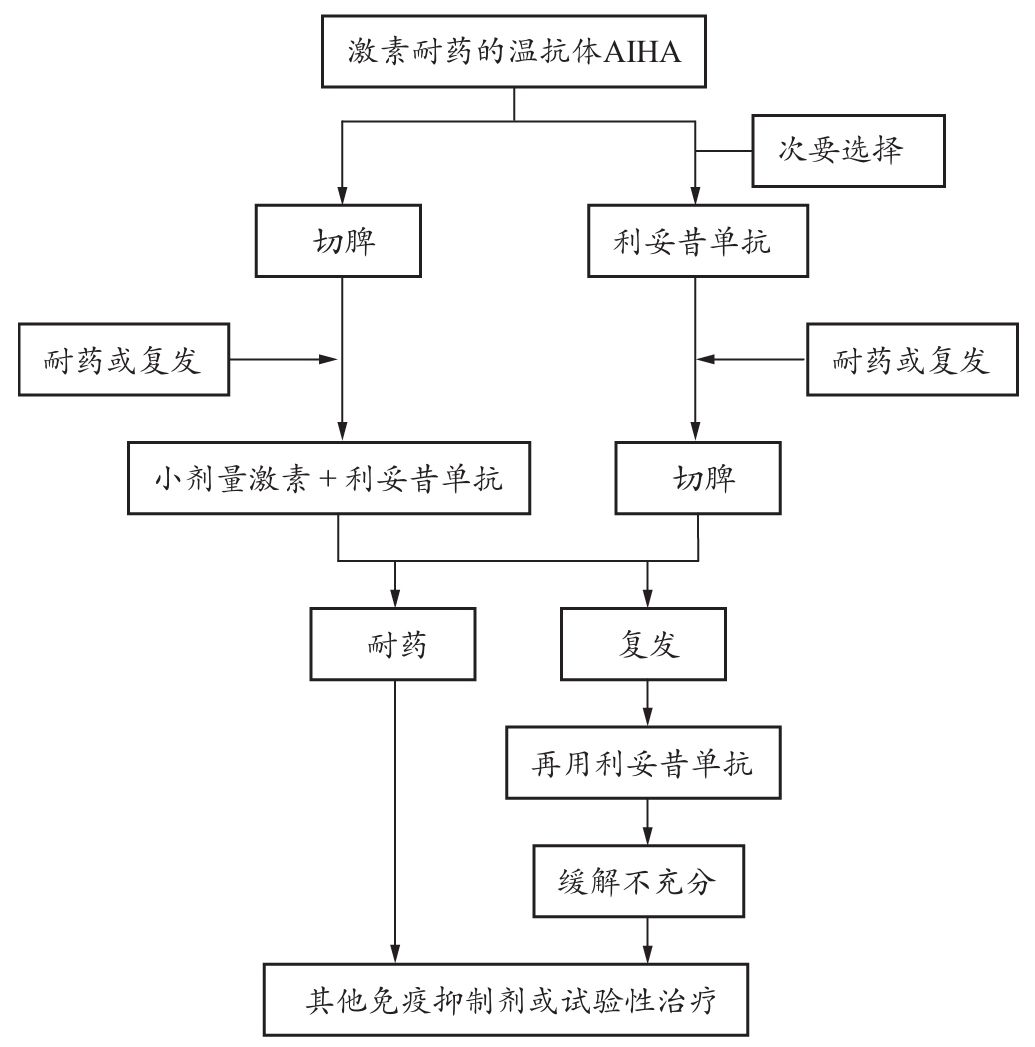 激素耐药的温抗体AIHA
次要选择
切脾
利妥昔单抗
耐药或复发
耐药或复发
小剂量激素+利妥昔单抗
切脾
耐药
复发
再用利妥昔单抗
缓解不充分
其他免疫抑制剂或试验性治疗